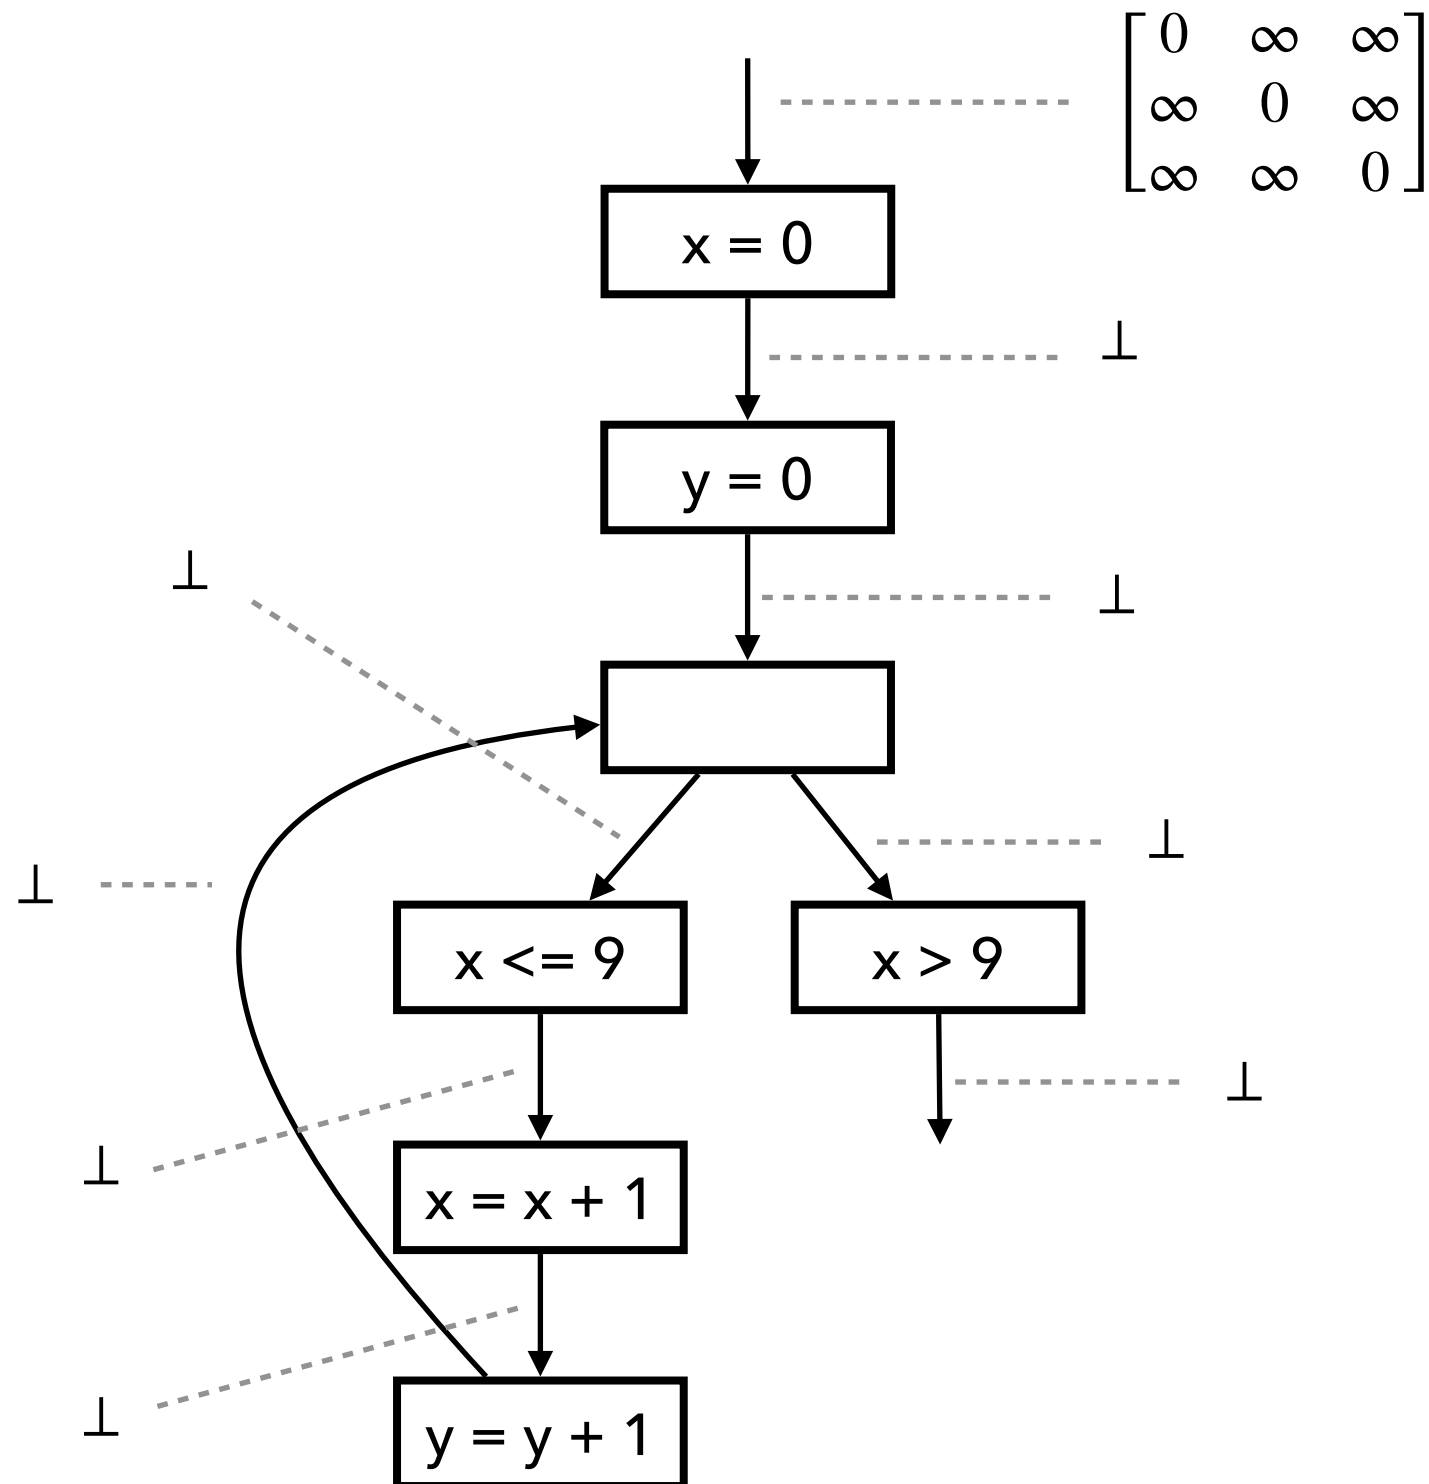 0 ∞ ∞
∞ 0 ∞
∞ ∞ 0
x = 0
⊥
y = 0
⊥
⊥
⊥
⊥
x <= 9
x > 9
⊥
⊥
x = x + 1
⊥
y = y + 1